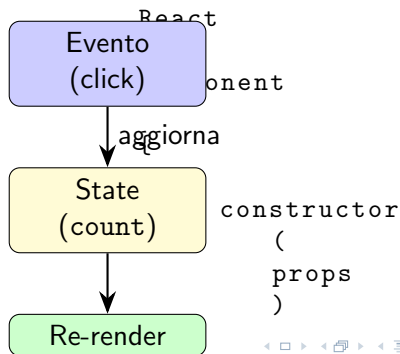 React
Evento
(click)
onent
aggiorna
{
State
(count)
constructor
(
props
)
Re-render